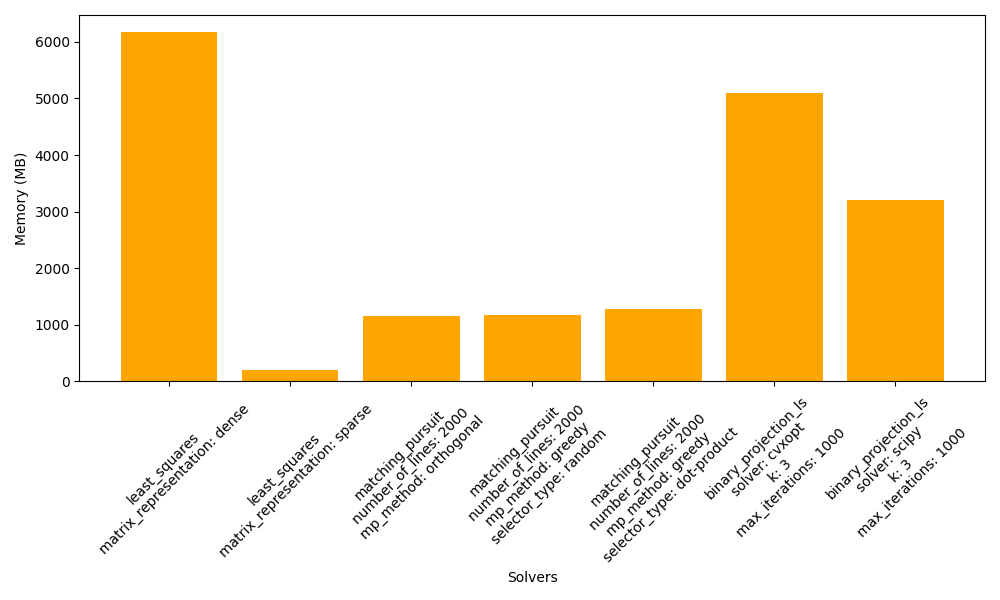 6000
5000
4000
3000
2000
1000
0
Memory (MB)
least_squares
matrix_representation: dense
least_squares
matrix_representation: sparse
matching_pursuit
number_of_lines: 2000
mp_method: orthogonal
matching_pursuit
number_of_lines: 2000
mp_method: greedy
selector_type: random
matching_pursuit
number_of_lines: 2000
mp_method: greedy
selector_type: dot-product
binary_projection_ls
solver: cvxopt
k: 3
max_iterations: 1000
binary_projection_ls
solver: scipy
k: 3
max_iterations: 1000
Solvers